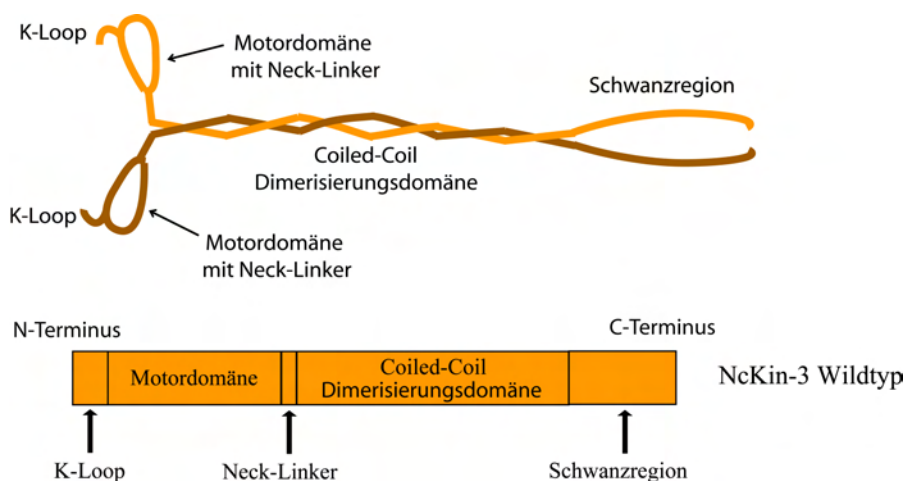 K-Loop
Motordomäne
mit Neck-Linker
Schwanzregion
Coiled-Coil
Dimerisierungsdomäne
K-Loop
Motordomäne
mit Neck-Linker
N-Terminus
C-Terminus
Motordomäne
Coiled-Coil
Dimerisierungsdomäne
NcKin-3 Wildtyp
K-Loop
Neck-Linker
Schwanzregion